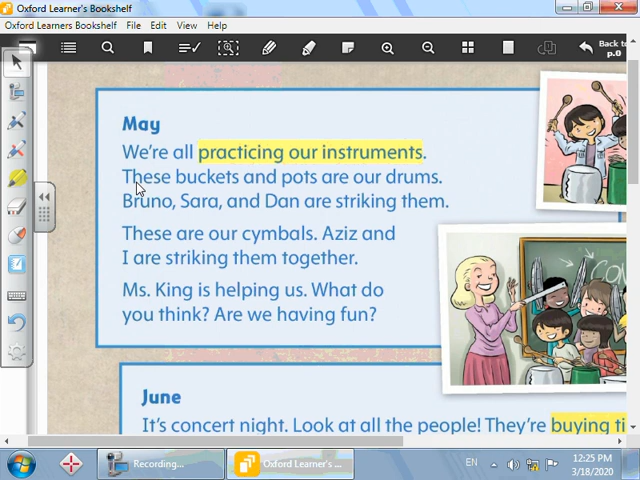 Oxford Learner's Bookshelf
Oxford Learner's Bookshelf File Edit View
Back to
p.0
May
We're all practicing our instruments.
These buckets and pots are our drums.
Bruno, Sara, and Dan are striking them.
These are our cymbals. Aziz and
I are striking them together.
Ms. King is helping us. What do
you think? Are we having fun?
CON
June
It's concert night. Look at all the people! They're buying ti
Recording...
Oxford Learner's ...
EN
12:25 PM
3/18/2020